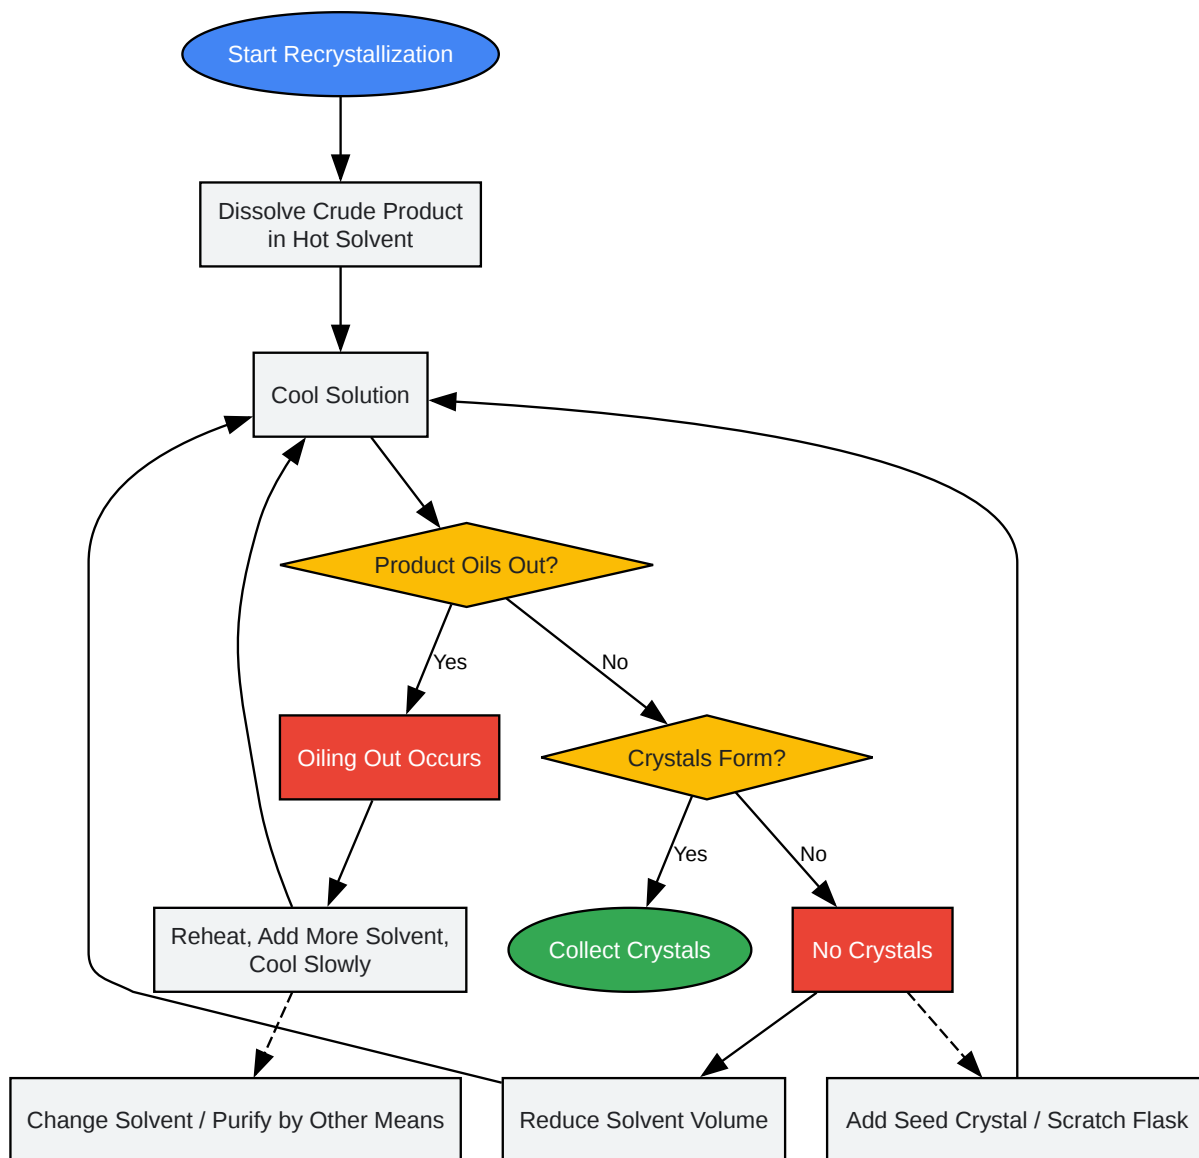 Start Recrystallization
Dissolve Crude Product
in Hot Solvent
Cool Solution
Product Oils Out?
Yes
No
Oiling Out Occurs
Crystals Form?
Yes
No
Reheat, Add More Solvent,
Cool Slowly
Collect Crystals
No Crystals
Change Solvent / Purify by Other Means
Reduce Solvent Volume
Add Seed Crystal / Scratch Flask